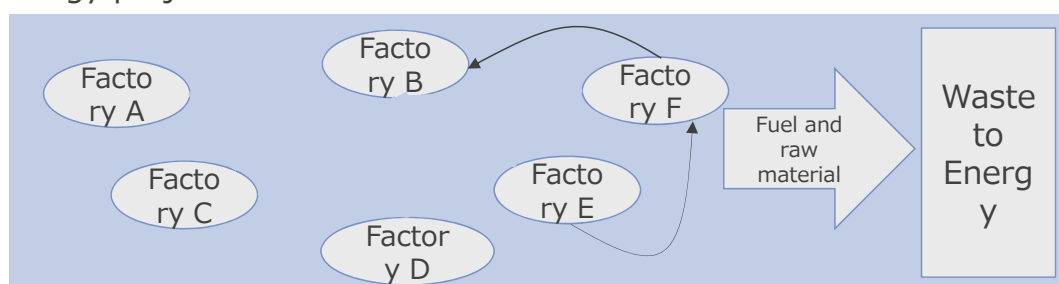 Facto
ry A
Facto
ry B
Facto
ry F
Facto
ry C
Facto
ry E
Factor
y D
Fuel and
raw
material
Waste
to
Energ
y